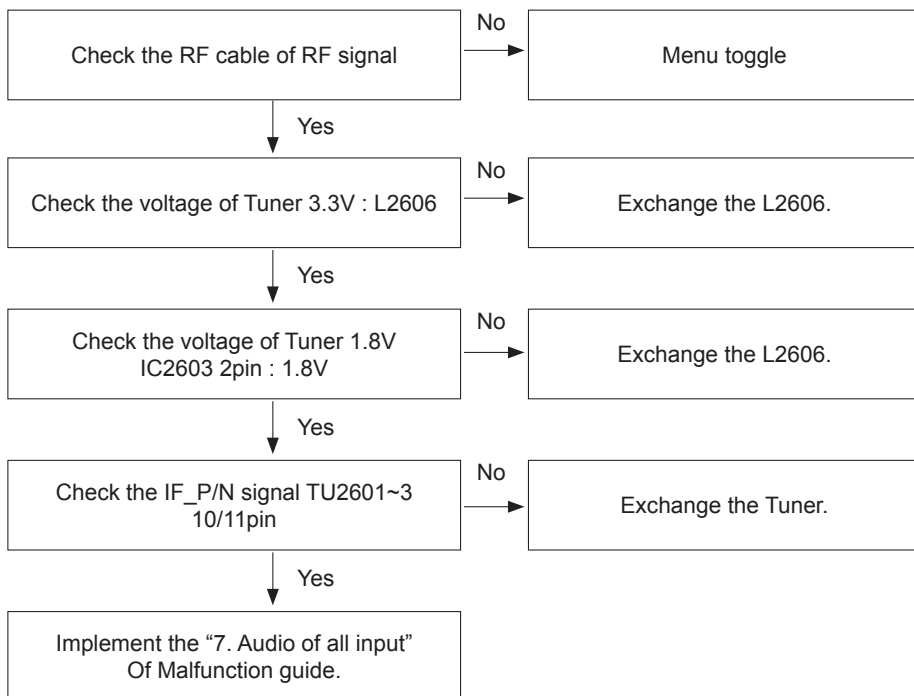 Check the RF cable of RF signal
No
Menu toggle
Yes
Check the voltage of Tuner 3.3V : L2606
No
Exchange the L2606.
Yes
Check the voltage of Tuner 1.8V
IC2603 2pin : 1.8V
No
Exchange the L2606.
Yes
Check the IF_P/N signal TU2601~3
10/11pin
No
Exchange the Tuner.
Yes
Implement the “7. Audio of all input”
Of Malfunction guide.